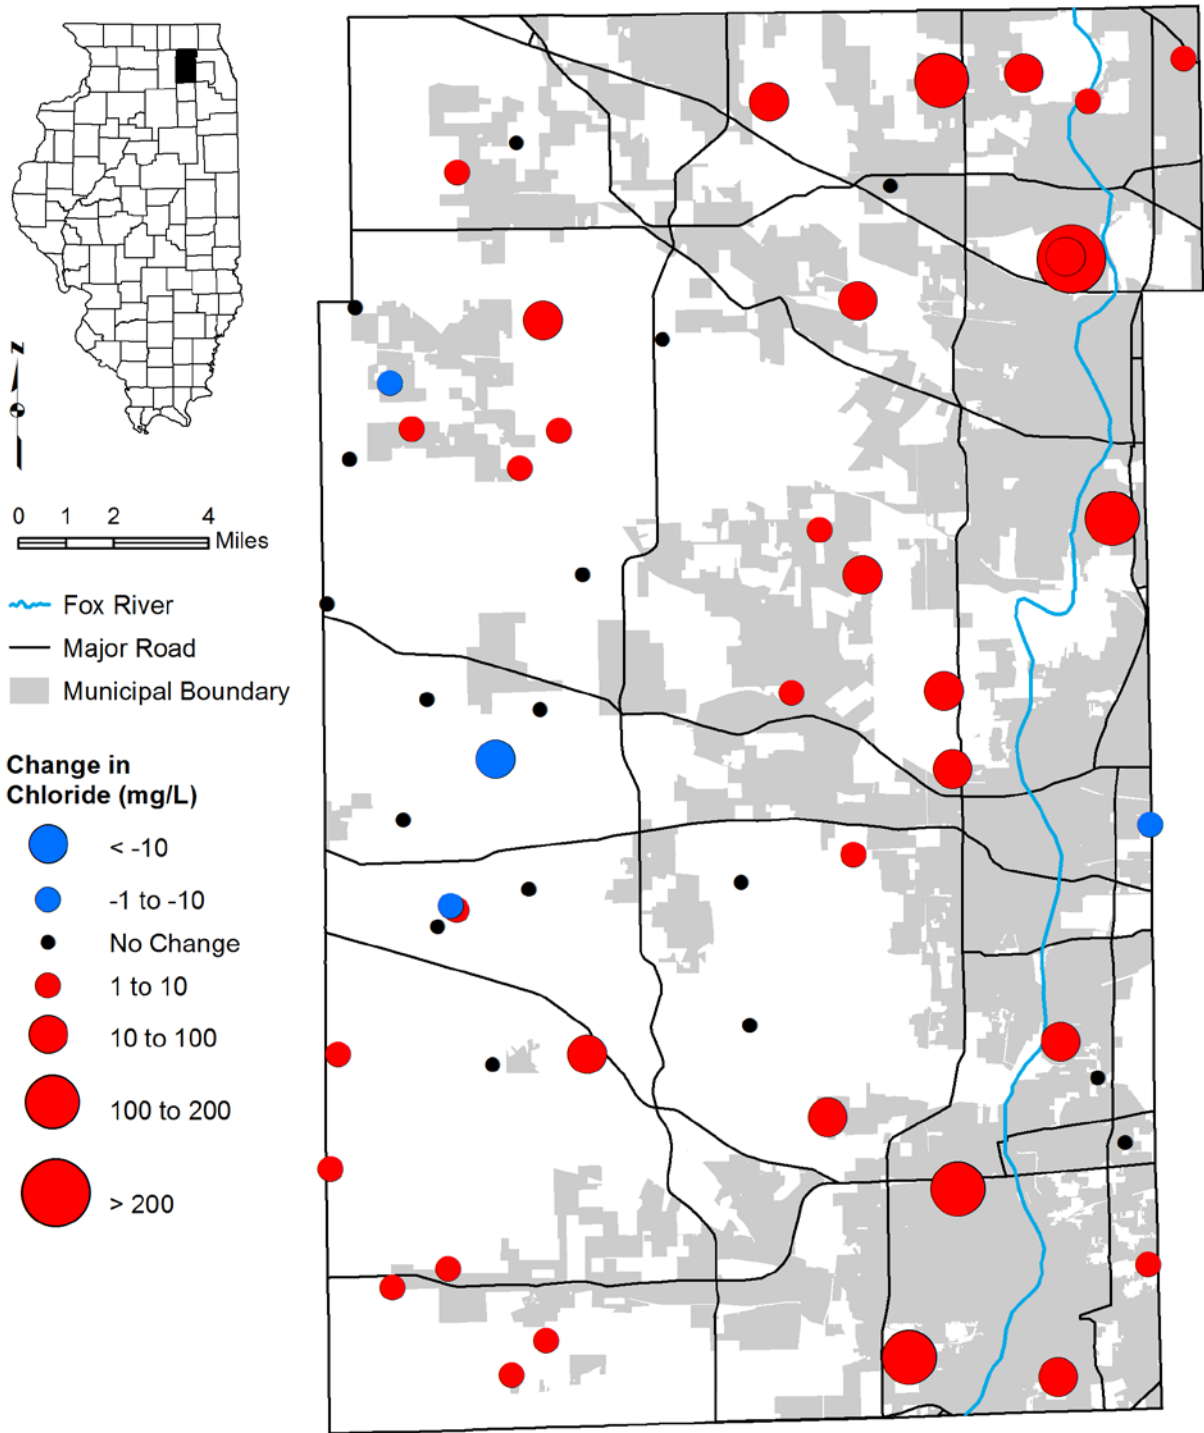 N
0 1 2 4
Miles
Fox River
Major Road
Municipal Boundary
Change in
Chloride (mg/L)
< -10
-1 to -10
No Change
1 to 10
10 to 100
100 to 200
> 200